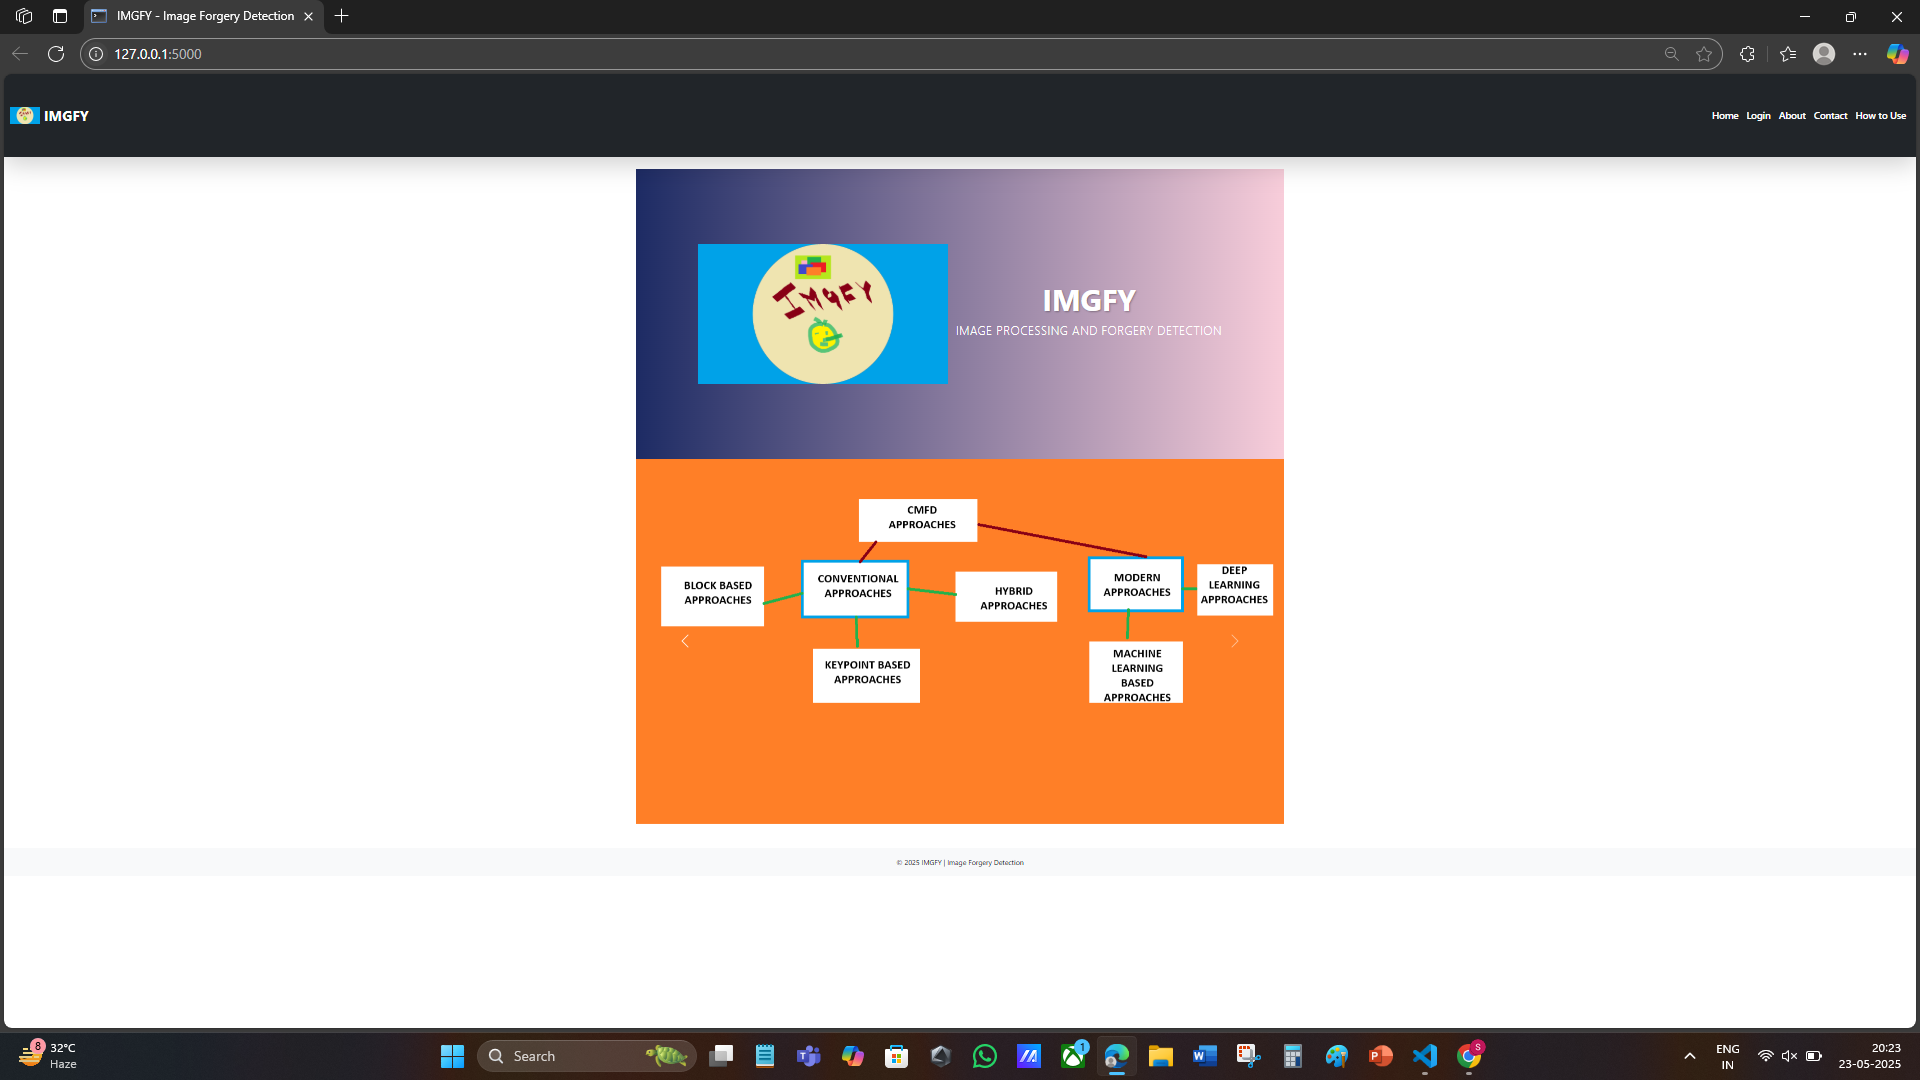 IMGFY - Image Forgery Detection
127.0.0.1:5000
IMGFY
Home Login About Contact How to Use
IMGFY
IMGFY
IMAGE PROCESSING AND FORGERY DETECTION
CMFD
APPROACHES
BLOCK BASED
APPROACHES
CONVENTIONAL
APPROACHES
HYBRID
APPROACHES
MODERN
APPROACHES
DEEP
LEARNING
APPROACHES
KEYPOINT BASED
APPROACHES
MACHINE
LEARNING
BASED
APPROACHES
© 2025 IMGFY | Image Forgery Detection
8
32°C
Haze
Search
1
S
ENG
IN
20:23
23-05-2025